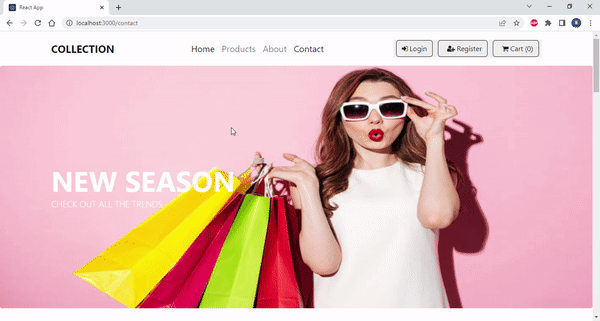 React App
localhost:3000/contact
COLLECTION
Home Products About Contact
Login Register Cart (0)
NEW SEASON
CHECK OUT ALL THE TRENDS